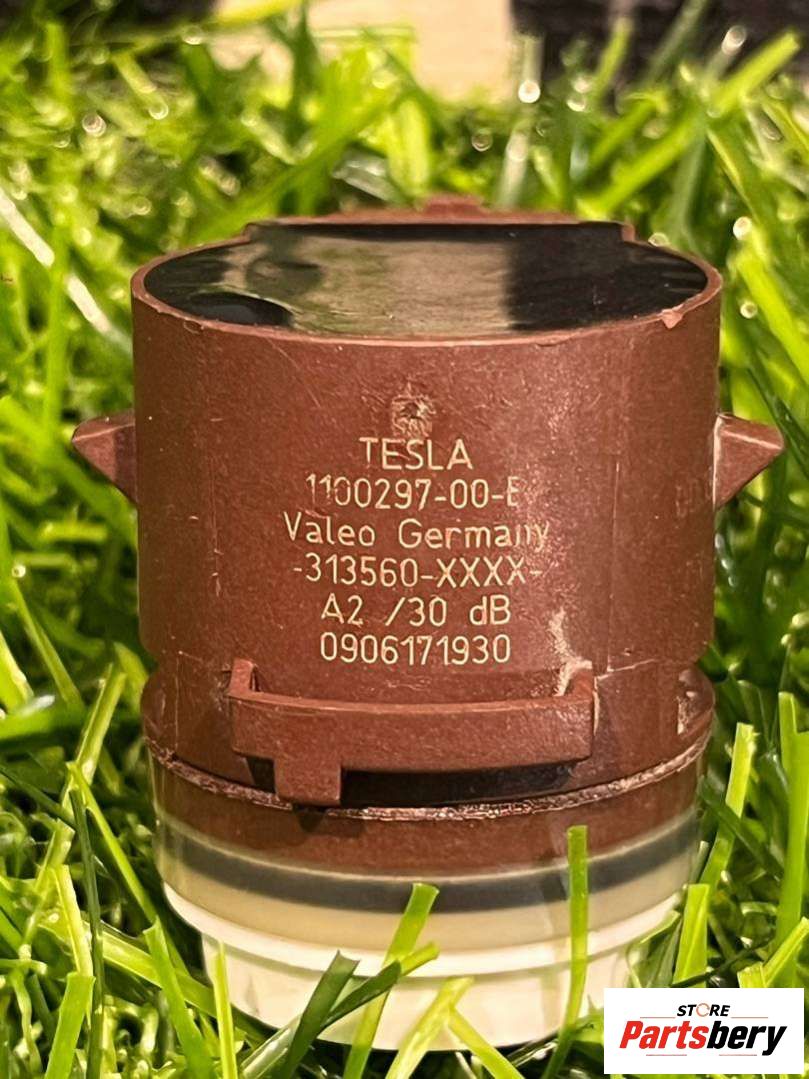 TESLA
1100297-00-E
Valeo Germany
-313560-XXXX-
A2 /30 dB
0906171930
STORE
Partsbery